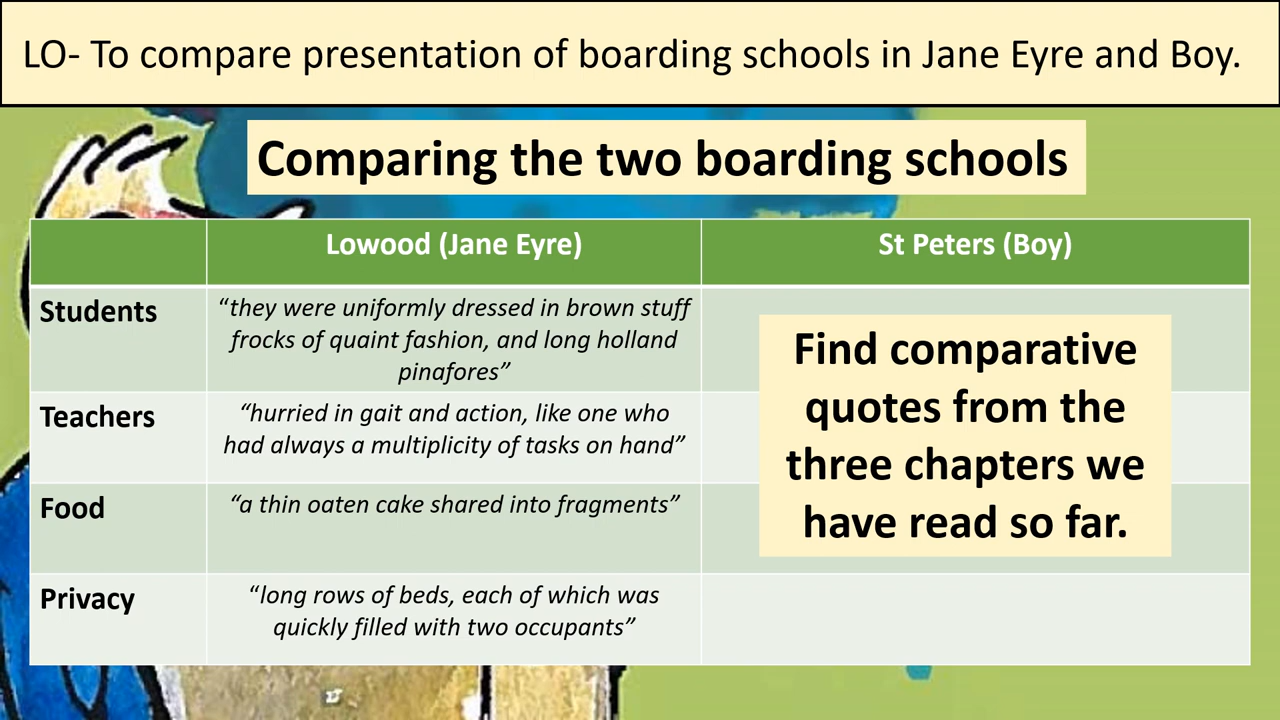 LO- To compare presentation of boarding schools in Jane Eyre and Boy.
Comparing the two boarding schools
Lowood (Jane Eyre)
St Peters (Boy)
Students
“they were uniformly dressed in brown stuff
frocks of quaint fashion, and long holland
pinafores”
Teachers
“hurried in gait and action, like one who
had always a multiplicity of tasks on hand”
Food
“a thin oaten cake shared into fragments”
Privacy
“long rows of beds, each of which was
quickly filled with two occupants”
Find comparative
quotes from the
three chapters we
have read so far.